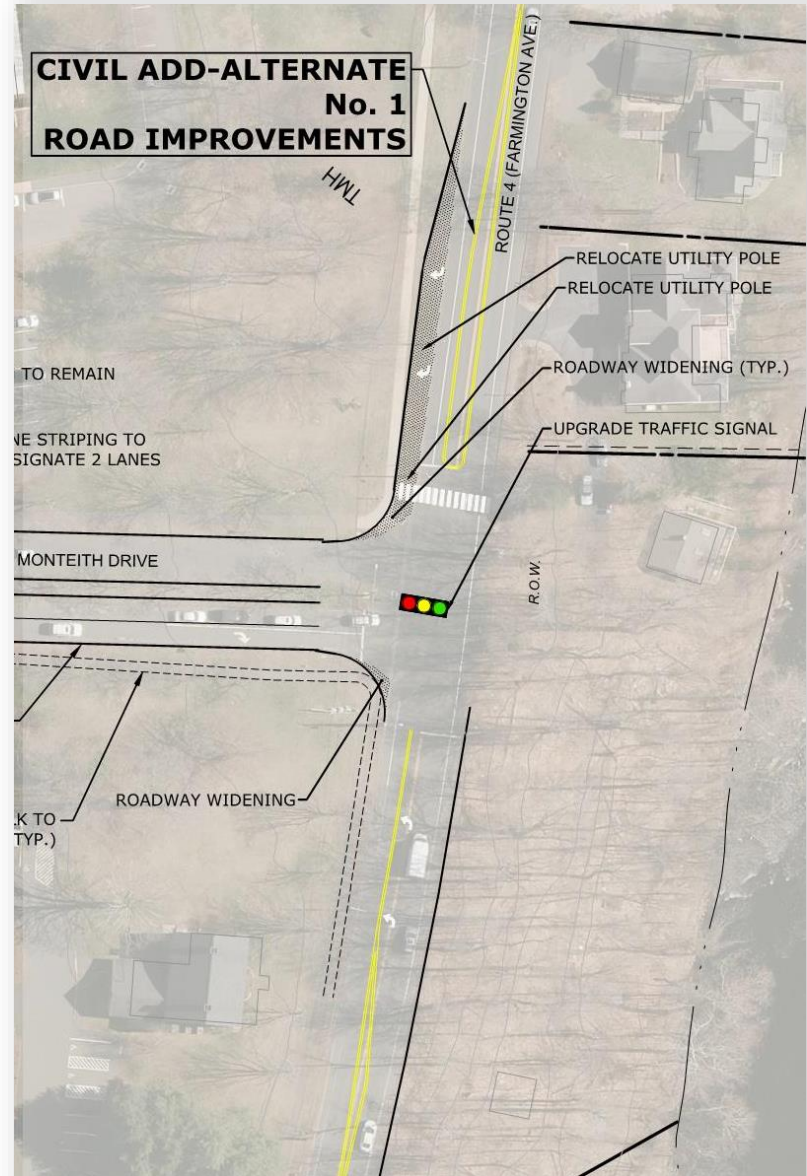 CIVIL ADD-ALTERNATE
No. 1
ROAD IMPROVEMENTS
TMH
ROUTE 4 (FARMINGTON AVE.)
RELOCATE UTILITY POLE
RELOCATE UTILITY POLE
TO REMAIN
ROADWAY WIDENING (TYP.)
NE STRIPING TO
SIGNATE 2 LANES
UPGRADE TRAFFIC SIGNAL
MONTEITH DRIVE
R.O.W.
ROADWAY WIDENING
LK TO
TYP.)